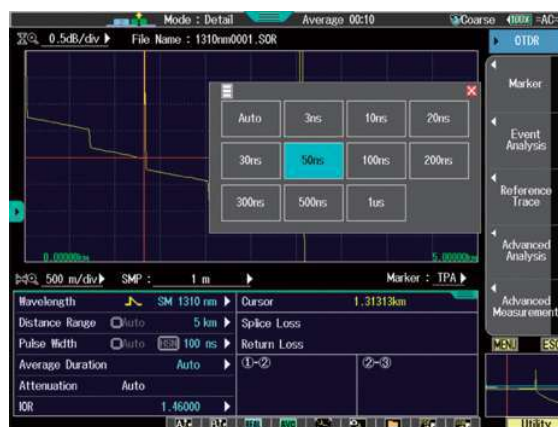 Mode : Detail Average 00:10 Coarse 100% =AC=
0.5dB/div File Name : 1310nm0001.SOR OTDR
Marker
Auto 3ns 10ns 20ns
Event
Analysis
30ns 50ns 100ns 200ns
Reference
Trace
300ns 500ns 1us
Advanced
Analysis
0.00000km 5.00000km
500 m/div SMP : 1 m Marker : TPA
Advanced
Measurement
Wavelength SM 1310 nm Cursor 1.31313km
Distance Range Auto 5 km Splice Loss
Pulse Width Auto HSN 100 ns Return Loss
MENU ESC
Average Duration Auto ①-② ②-③
Attenuation Auto
IOR 1.46000
Utility